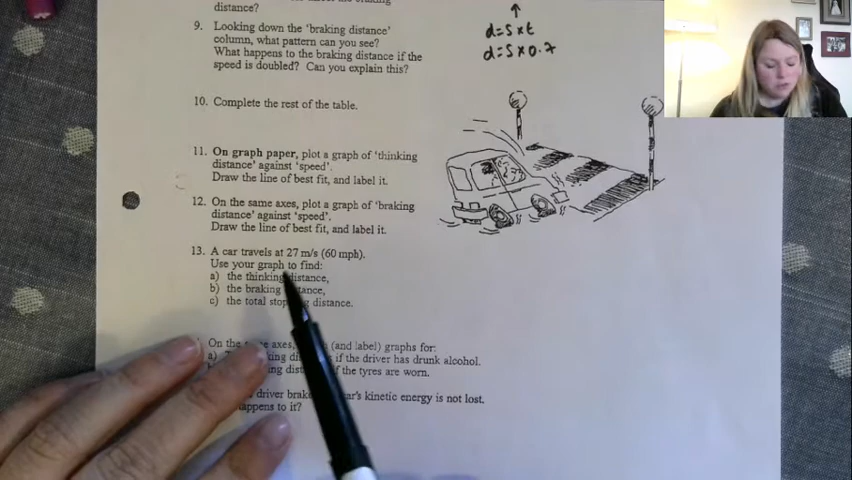 distance?
9. Looking down the 'braking
distance' column, what pattern can you see?
What happens to the braking distance if the
speed is doubled? Can you explain this?
10. Complete the rest of the table.
11. On graph paper, plot a graph of 'thinking
distance' against 'speed'.
Draw the line of best fit, and label it.
12. On the same axes, plot a graph of 'braking
distance' against 'speed'.
Draw the line of best fit, and label it.
13. A car travels at 27 m/s (60 mph).
Use your graph to find:
a) the thinking distance,
b) the braking distance,
c) the total stopping distance.
On the same axes, (and label) graphs for:
a) if the driver has drunk alcohol.
if the tyres are worn.
driver kinetic energy is not lost.
happens to it?
d=s×t
d=s×0.7